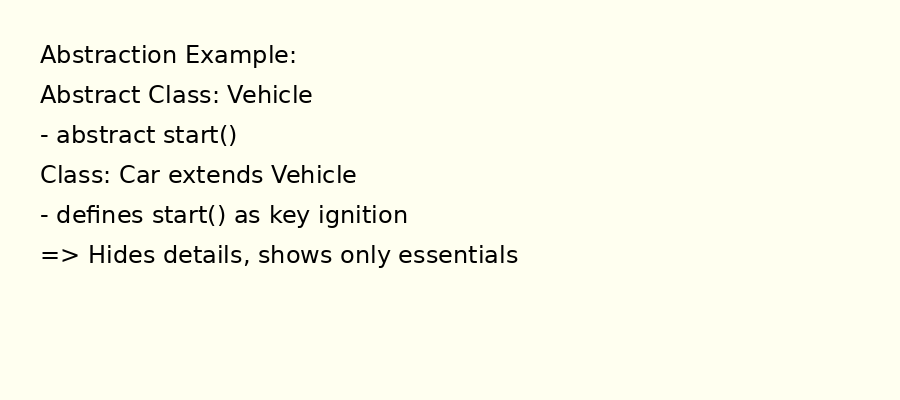 Abstraction Example:
Abstract Class: Vehicle
- abstract start()
Class: Car extends Vehicle
- defines start() as key ignition
=> Hides details, shows only essentials